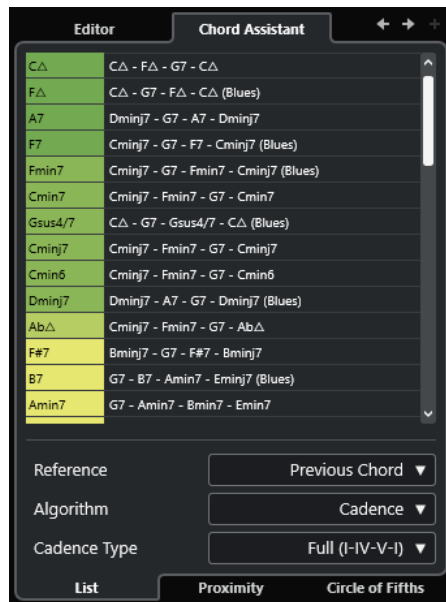 Editor Chord Assistant
C△ C△ - F△ - G7 - C△
F△ C△ - G7 - F△ - C△ (Blues)
A7 Dminj7 - G7 - A7 - Dminj7
F7 Cminj7 - G7 - F7 - Cminj7 (Blues)
Fmin7 Cminj7 - G7 - Fmin7 - Cminj7 (Blues)
Cmin7 Cminj7 - Fmin7 - G7 - Cmin7
Gsus4/7 C△ - G7 - Gsus4/7 - C△ (Blues)
Cminj7 Cminj7 - Fmin7 - G7 - Cminj7
Cmin6 Cminj7 - Fmin7 - G7 - Cmin6
Dminj7 Dminj7 - A7 - G7 - Dminj7 (Blues)
Ab△ Cminj7 - Fmin7 - G7 - Ab△
F#7 Bminj7 - G7 - F#7 - Bminj7
B7 G7 - B7 - Amin7 - Eminj7 (Blues)
Amin7 G7 - Amin7 - Bmin7 - Emin7
Reference Previous Chord
Algorithm Cadence
Cadence Type Full (I-IV-V-I)
List Proximity Circle of Fifths